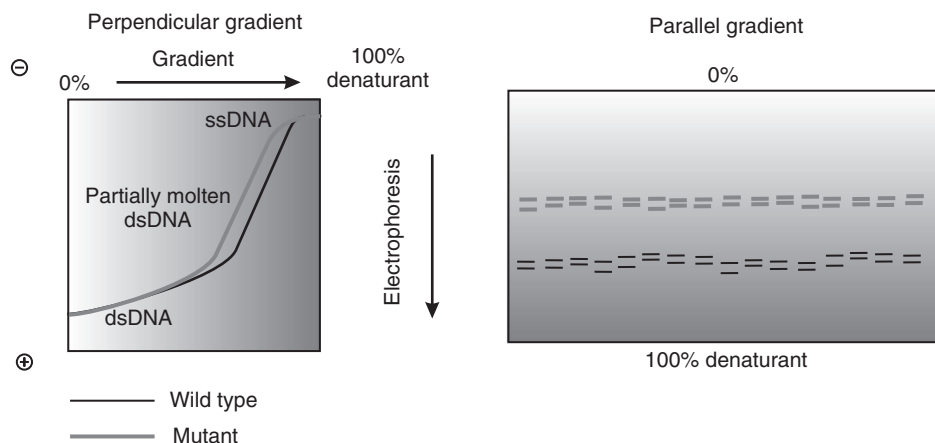 Perpendicular gradient
Gradient
⊖
0%
100%
denaturant
ssDNA
Partially molten
dsDNA
dsDNA
⊕
Electrophoresis
Wild type
Mutant
Parallel gradient
0%
100% denaturant